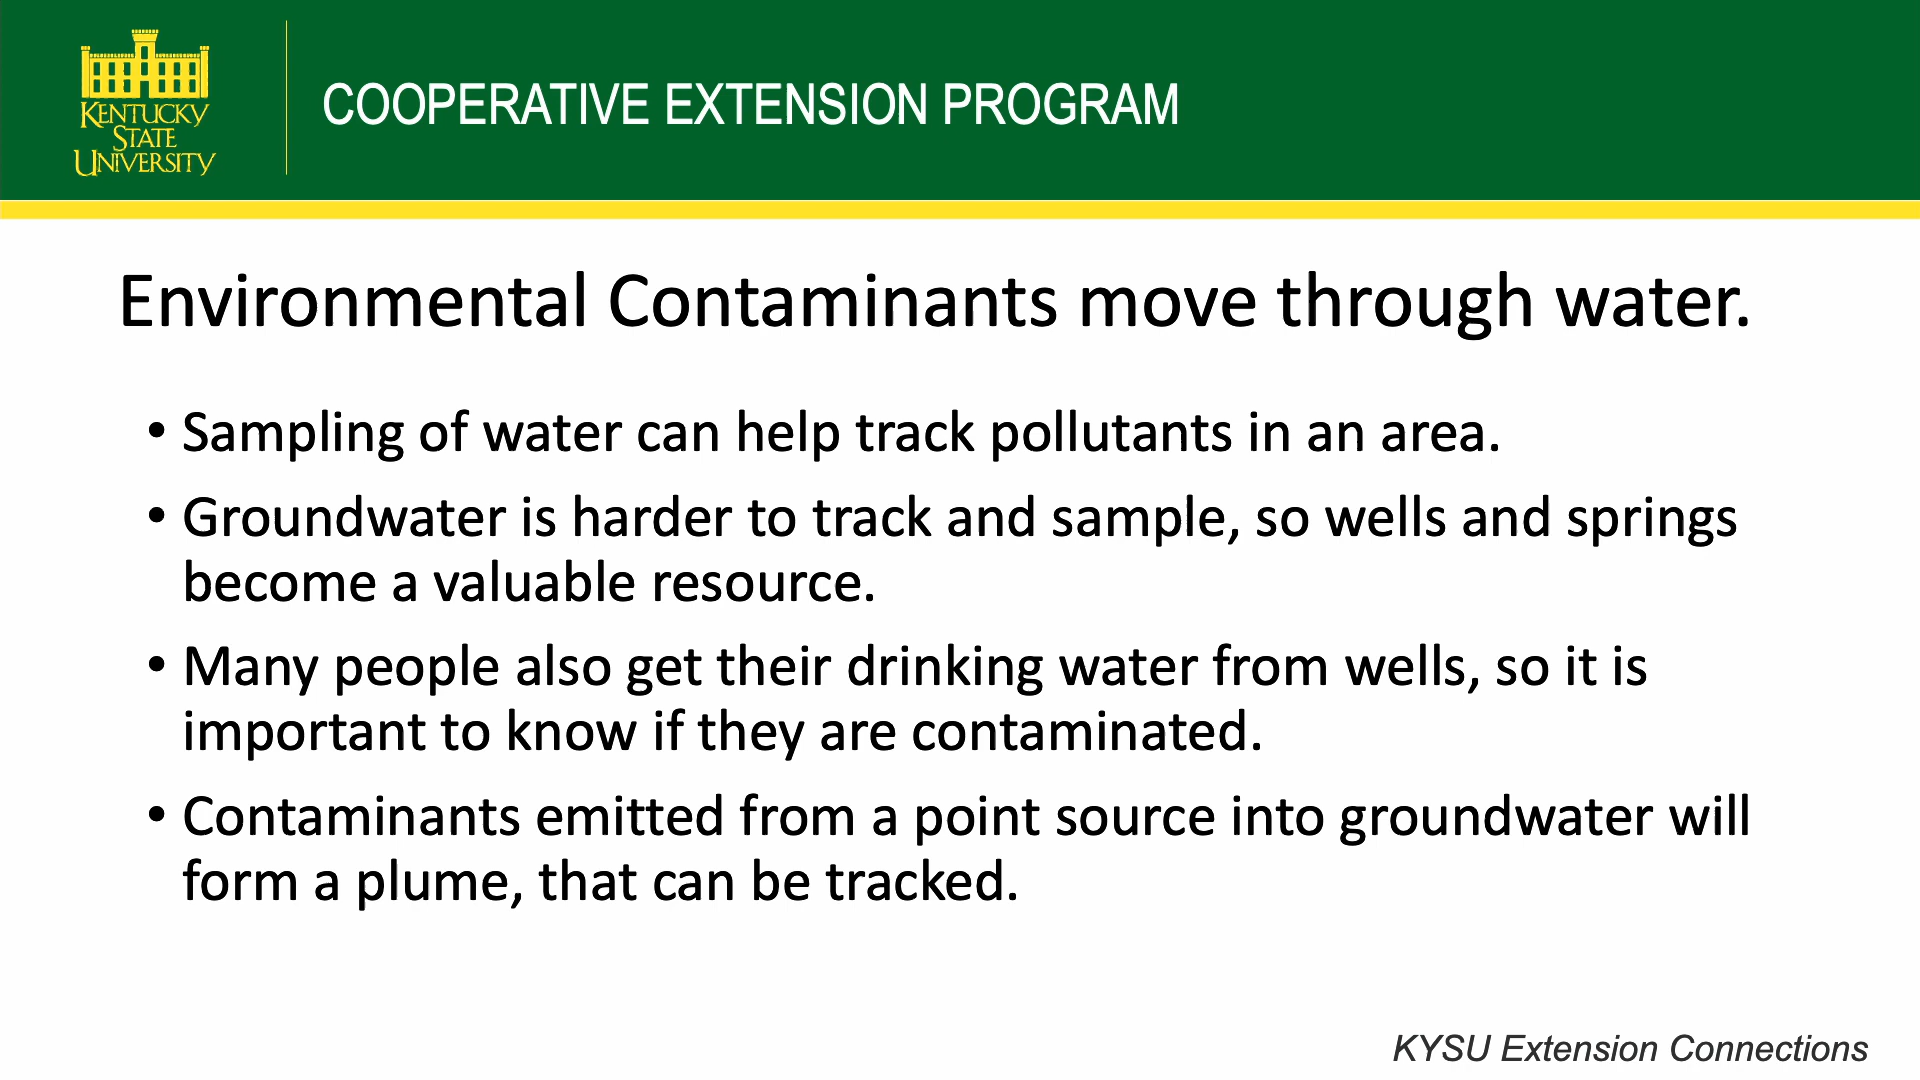 KENTUCKY
STATE
UNIVERSITY
COOPERATIVE EXTENSION PROGRAM
Environmental Contaminants move through water.
• Sampling of water can help track pollutants in an area.
• Groundwater is harder to track and sample, so wells and springs
become a valuable resource.
• Many people also get their drinking water from wells, so it is
important to know if they are contaminated.
• Contaminants emitted from a point source into groundwater will
form a plume, that can be tracked.
KYSU Extension Connections